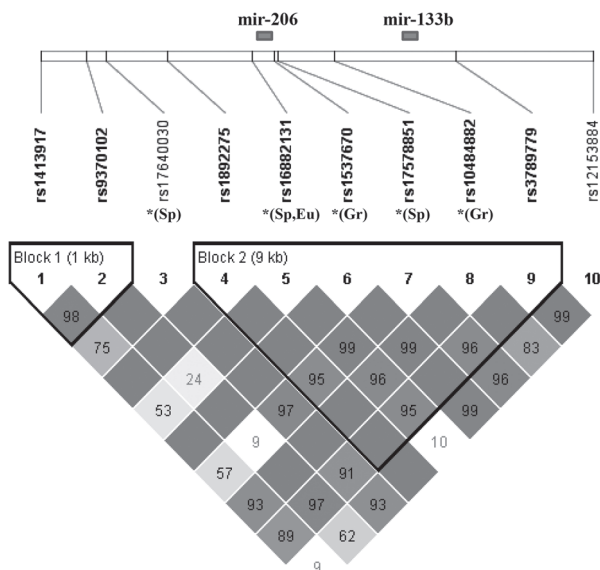 mir-206 mir-133b
rs1413917 rs9370102 rs17640030 rs1892275 rs16882131 rs1537670 rs17578851 rs10484882 rs3789779 rs12153884
*(Sp) *(Sp,Eu) *(Gr) *(Sp) *(Gr)
Block 1 (1 kb) Block 2 (9 kb)
1 2 3 4 5 6 7 8 9 10
98 99
75 99 99 96 83
24 95 96 96
53 97 95 99
9 10
57 91
93 97 93
89 62
9